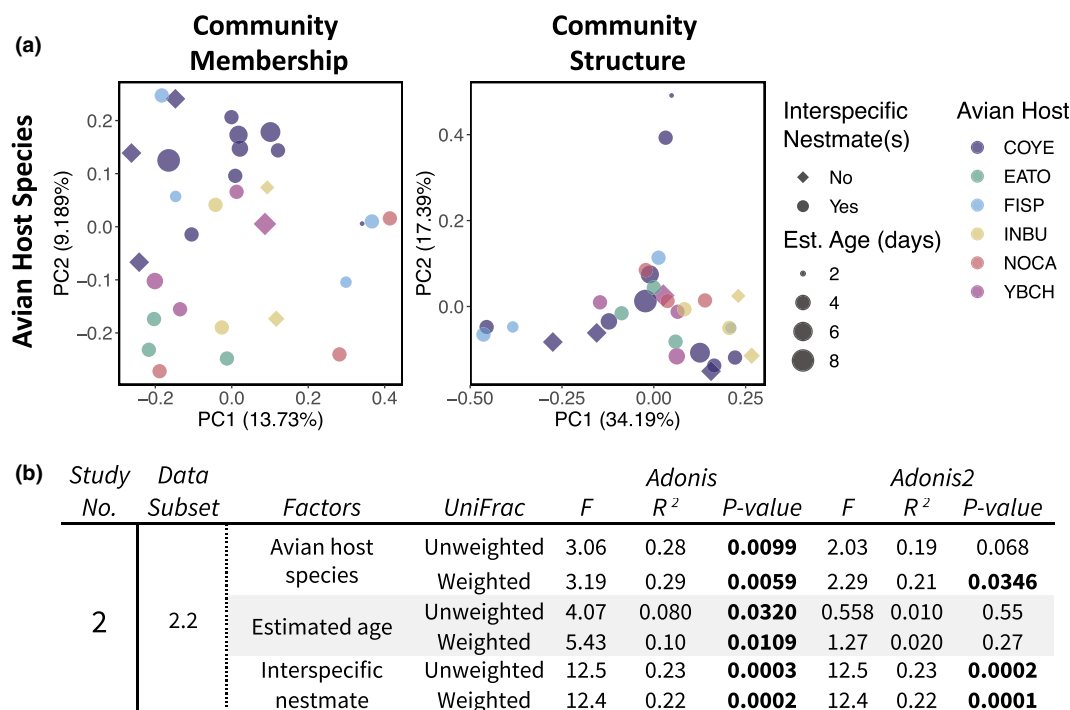 (a)
Community
Membership
Community
Structure
Avian Host Species
PC2 (9.189%)
0.2
0.1
0.0
−0.1
−0.2
−0.2
0.0
0.2
0.4
PC1 (13.73%)
PC2 (17.39%)
0.4
0.2
0.0
−0.50
−0.25
0.00
0.25
PC1 (34.19%)
Interspecific
Nestmate(s)
No
Yes
Est. Age (days)
2
4
6
8
Avian Host
COYE
EATO
FISP
INBU
NOCA
YBCH
(b)
Study Data Adonis Adonis2
No. Subset Factors UniFrac F R² P-value F R² P-value
Avian host Unweighted 3.06 0.28 0.0099 2.03 0.19 0.068
species Weighted 3.19 0.29 0.0059 2.29 0.21 0.0346
2 2.2
Estimated age
Unweighted 4.07 0.080 0.0320 0.558 0.010 0.55
Weighted 5.43 0.10 0.0109 1.27 0.020 0.27
Interspecific Unweighted 12.5 0.23 0.0003 12.5 0.23 0.0002
nestmate Weighted 12.4 0.22 0.0002 12.4 0.22 0.0001